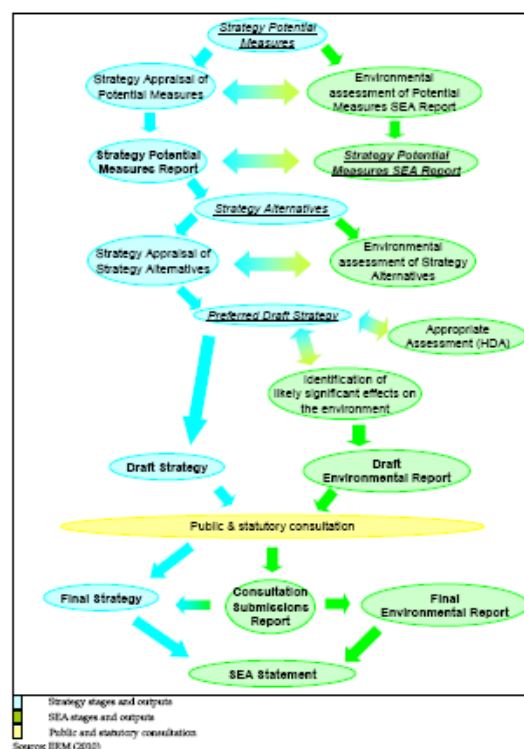 Strategy Potential
Measures
Strategy Appraisal of
Potential Measures
Environmental
assessment of Potential
Measures SEA Report
Strategy Potential
Measures Report
Strategy Potential
Measures SEA Report
Strategy Alternatives
Strategy Appraisal of
Strategy Alternatives
Environmental
assessment of Strategy
Alternatives
Preferred Draft Strategy
Appropriate
Assessment (HDA)
Identification of
likely significant effects on
the environment
Draft Strategy
Draft
Environmental Report
Public & statutory consultation
Final Strategy
Consultation
Submissions
Report
Final
Environmental Report
SEA Statement
Strategy stages and outputs
SEA stages and outputs
Public and statutory consultation
Source: ERM (2010)